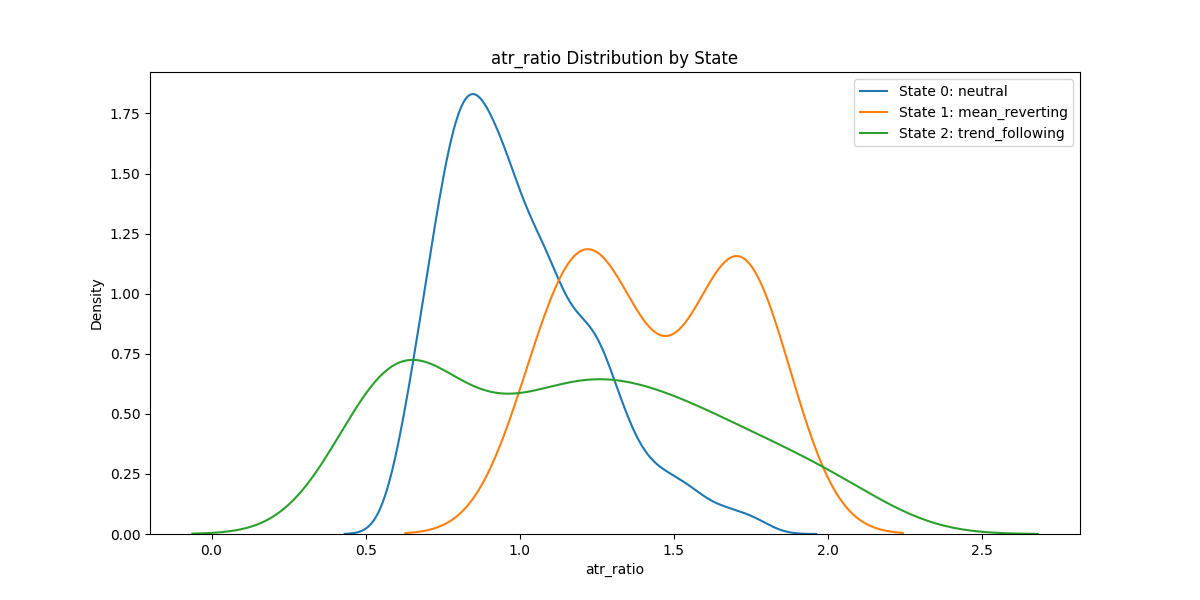 atr_ratio Distribution by State
State 0: neutral
State 1: mean_reverting
State 2: trend_following
Density
1.75
1.50
1.25
1.00
0.75
0.50
0.25
0.00
0.0 0.5 1.0 1.5 2.0 2.5
atr_ratio